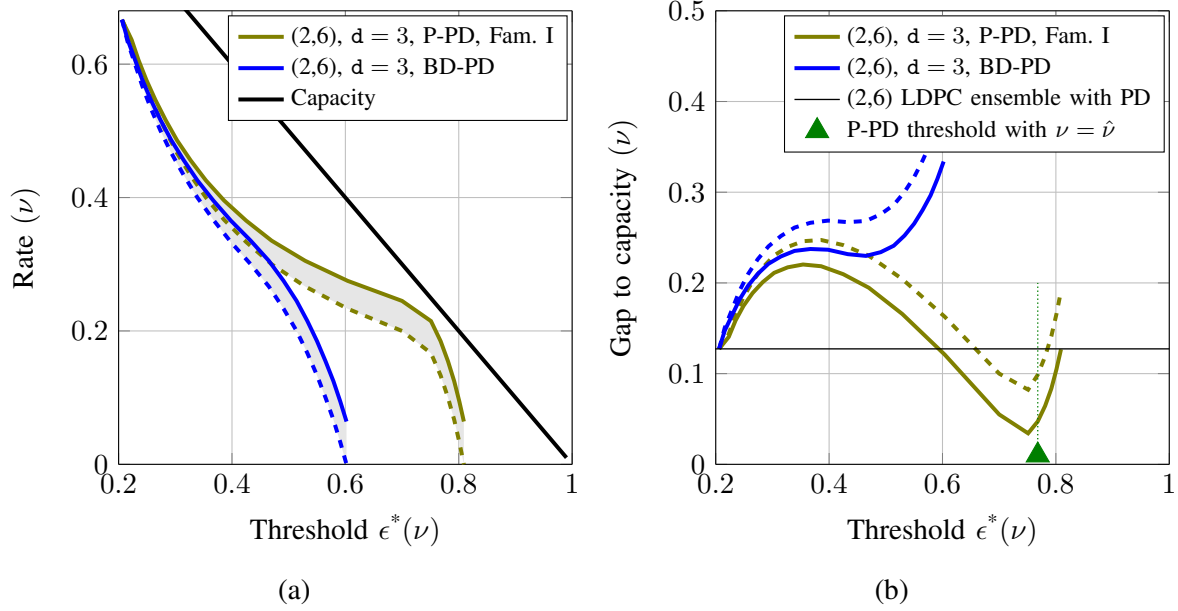 (2,6), d = 3, P-PD, Fam. I
(2,6), d = 3, BD-PD
Capacity
Rate (ν)
0.6
0.4
0.2
0
0.2 0.4 0.6 0.8 1
Threshold ϵ*(ν)
(a)
(2,6), d = 3, P-PD, Fam. I
(2,6), d = 3, BD-PD
(2,6) LDPC ensemble with PD
P-PD threshold with ν = ν̂
Gap to capacity (ν)
0.5
0.4
0.3
0.2
0.1
0
0.2 0.4 0.6 0.8 1
Threshold ϵ*(ν)
(b)